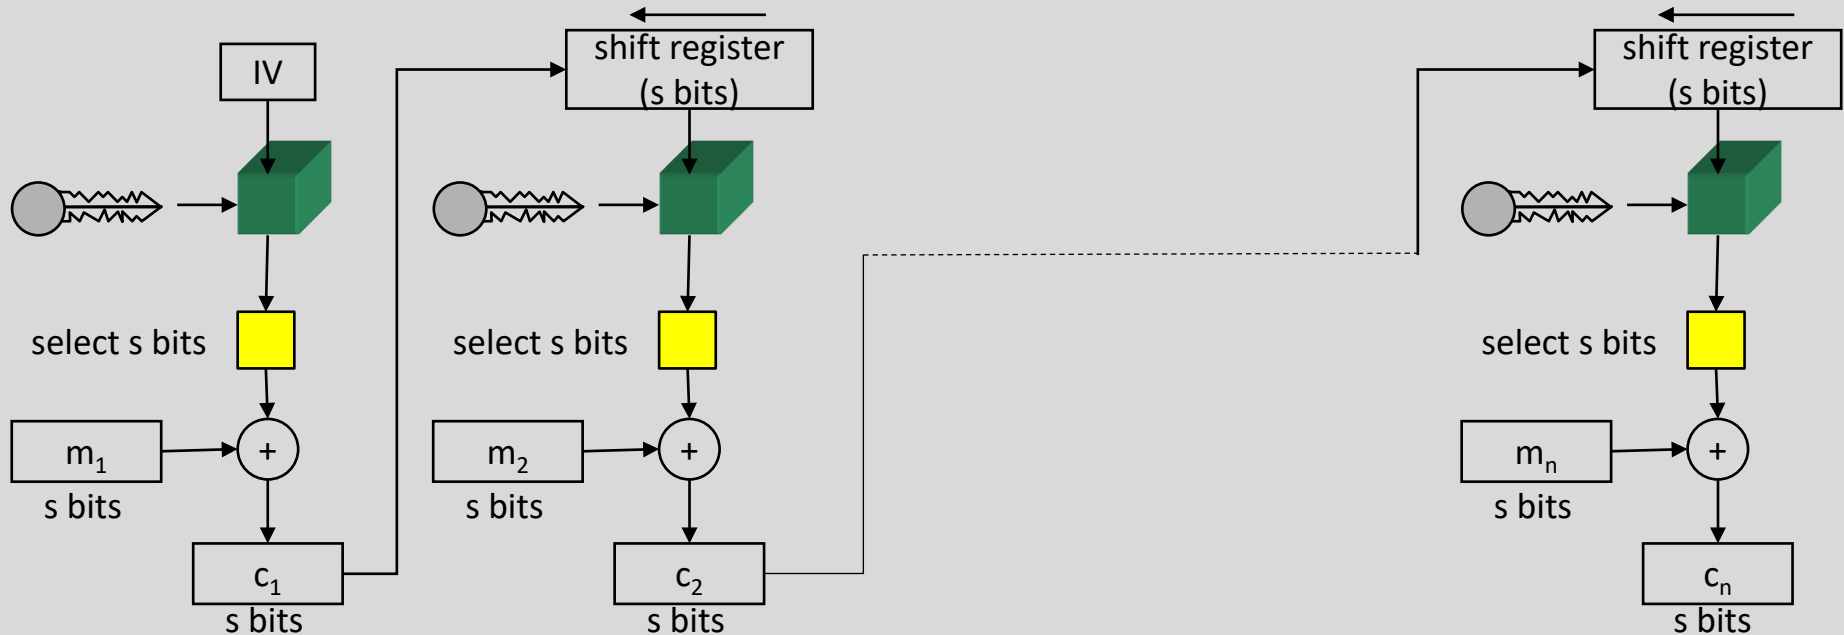 IV
shift register
(s bits)
shift register
(s bits)
select s bits
select s bits
select s bits
m₁
+
m₂
+
mₙ
+
s bits
s bits
s bits
c₁
c₂
cₙ
s bits
s bits
s bits